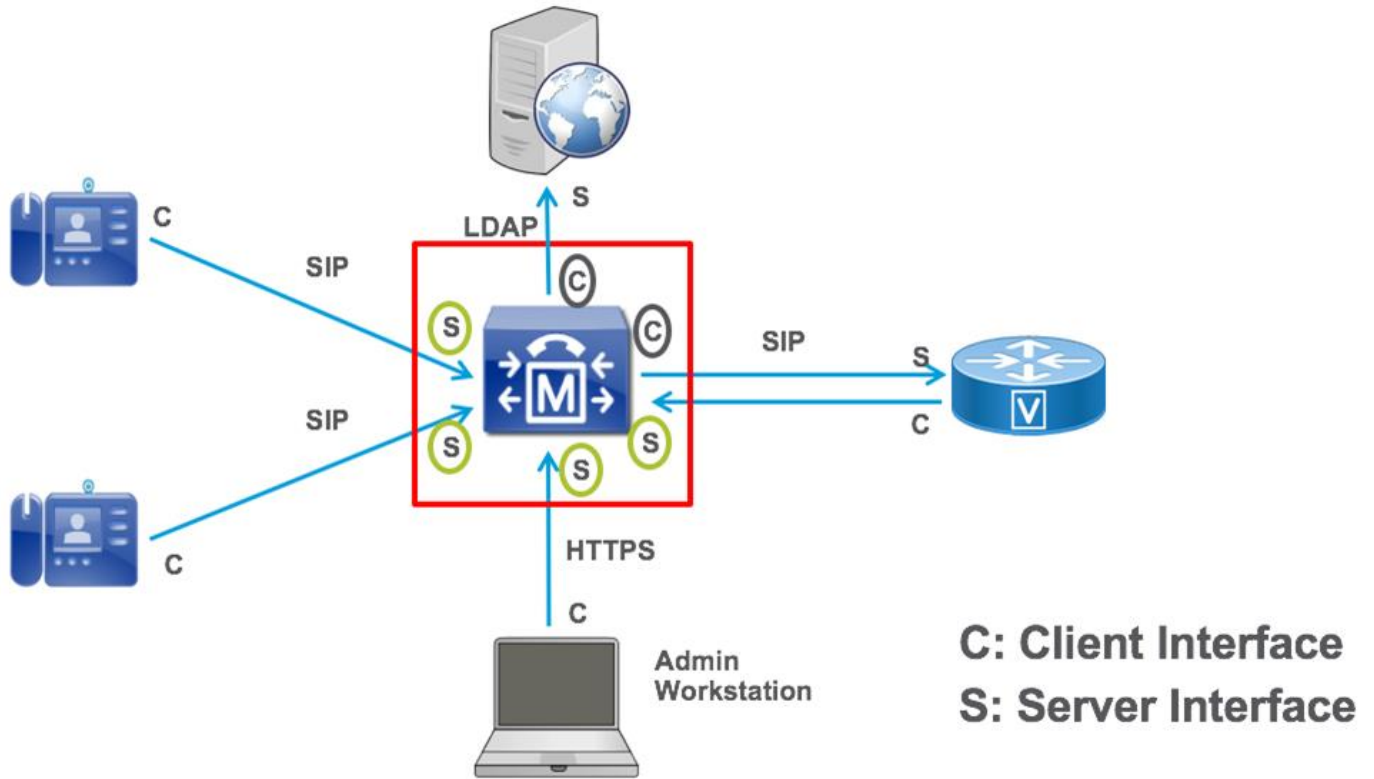 S
LDAP
C
SIP
C
S
C
SIP
S
M
V
SIP
S
S
S
C
C
HTTPS
C
Admin
Workstation
C: Client Interface
S: Server Interface